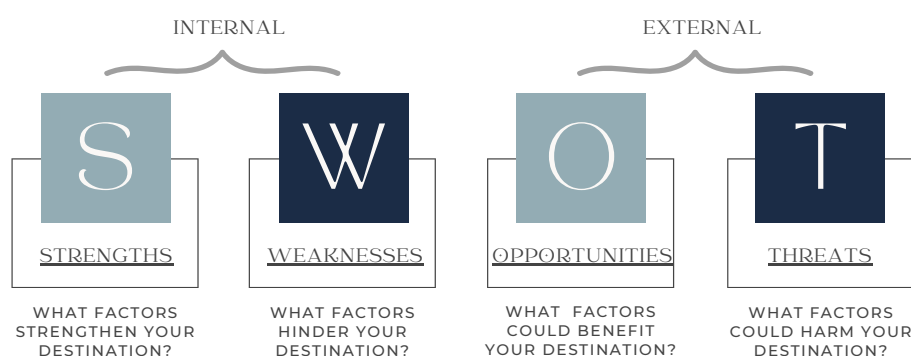 INTERNAL
EXTERNAL
S
W
O
T
STRENGTHS
WEAKNESSES
OPPORTUNITIES
THREATS
WHAT FACTORS
STRENGTHEN YOUR
DESTINATION?
WHAT FACTORS
HINDER YOUR
DESTINATION?
WHAT FACTORS
COULD BENEFIT
YOUR DESTINATION?
WHAT FACTORS
COULD HARM YOUR
DESTINATION?